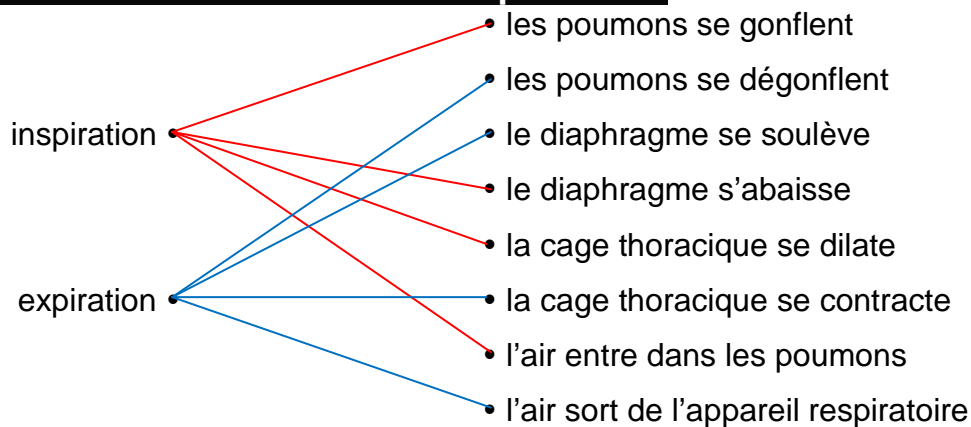 les poumons se gonflent
les poumons se dégonflent
inspiration
le diaphragme se soulève
le diaphragme s'abaisse
la cage thoracique se dilate
expiration
la cage thoracique se contracte
l'air entre dans les poumons
l'air sort de l'appareil respiratoire